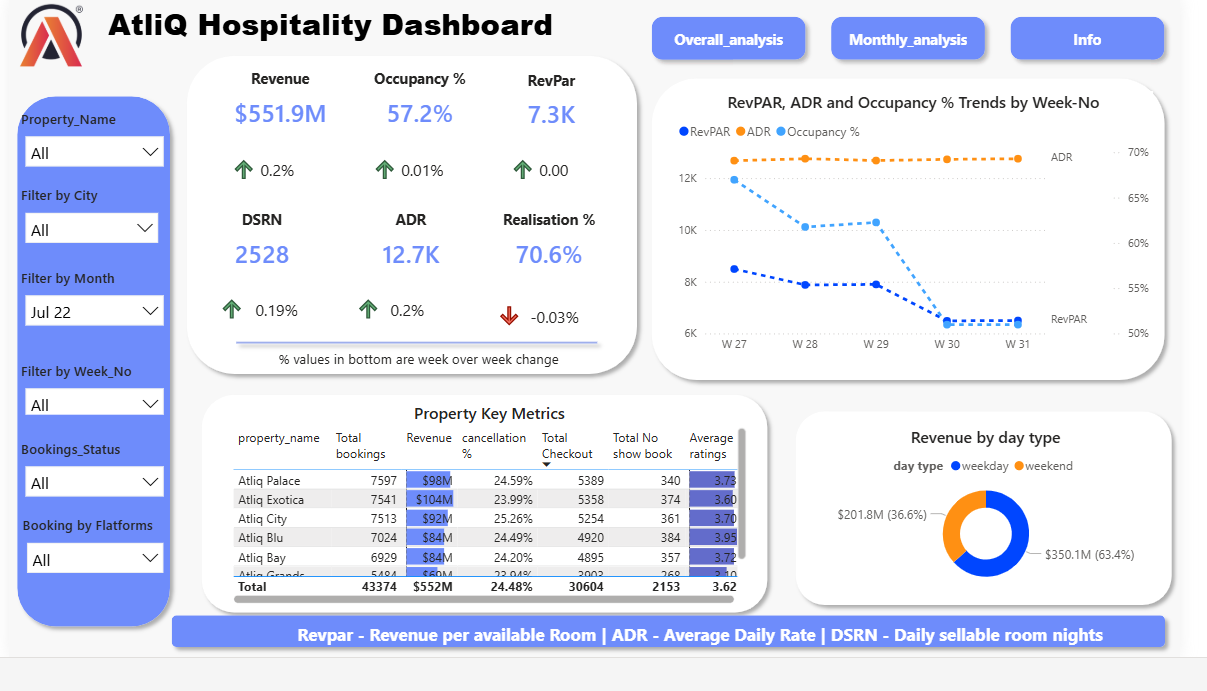 AtliQ Hospitality Dashboard
®
Overall_analysis
Monthly_analysis
Info
Property_Name
All
Filter by City
All
Filter by Month
Jul 22
Filter by Week_No
All
Bookings_Status
All
Booking by Flatforms
All
Revenue Occupancy % RevPar
$551.9M 57.2% 7.3K
0.2% 0.01% 0.00
DSRN ADR Realisation %
2528 12.7K 70.6%
0.19% 0.2% -0.03%
% values in bottom are week over week change
RevPAR, ADR and Occupancy % Trends by Week-No
RevPAR ADR Occupancy %
ADR
RevPAR
12K
10K
8K
6K
70%
65%
60%
55%
50%
W 27 W 28 W 29 W 30 W 31
Property Key Metrics
property_name Total bookings Revenue cancellation % Total Checkout Total No show book Average ratings
Atliq Palace 7597 $98M 24.59% 5389 340 3.73
Atliq Exotica 7541 $104M 23.99% 5358 374 3.60
Atliq City 7513 $92M 25.26% 5254 361 3.70
Atliq Blu 7024 $84M 24.49% 4920 384 3.95
Atliq Bay 6929 $84M 24.20% 4895 357 3.72
Atliq Grands 5484 $69M 23.94% 3903 268 3.10
Total 43374 $552M 24.48% 30604 2153 3.62
Revenue by day type
day type weekday weekend
$201.8M (36.6%)
$350.1M (63.4%)
Revpar - Revenue per available Room | ADR - Average Daily Rate | DSRN - Daily sellable room nights